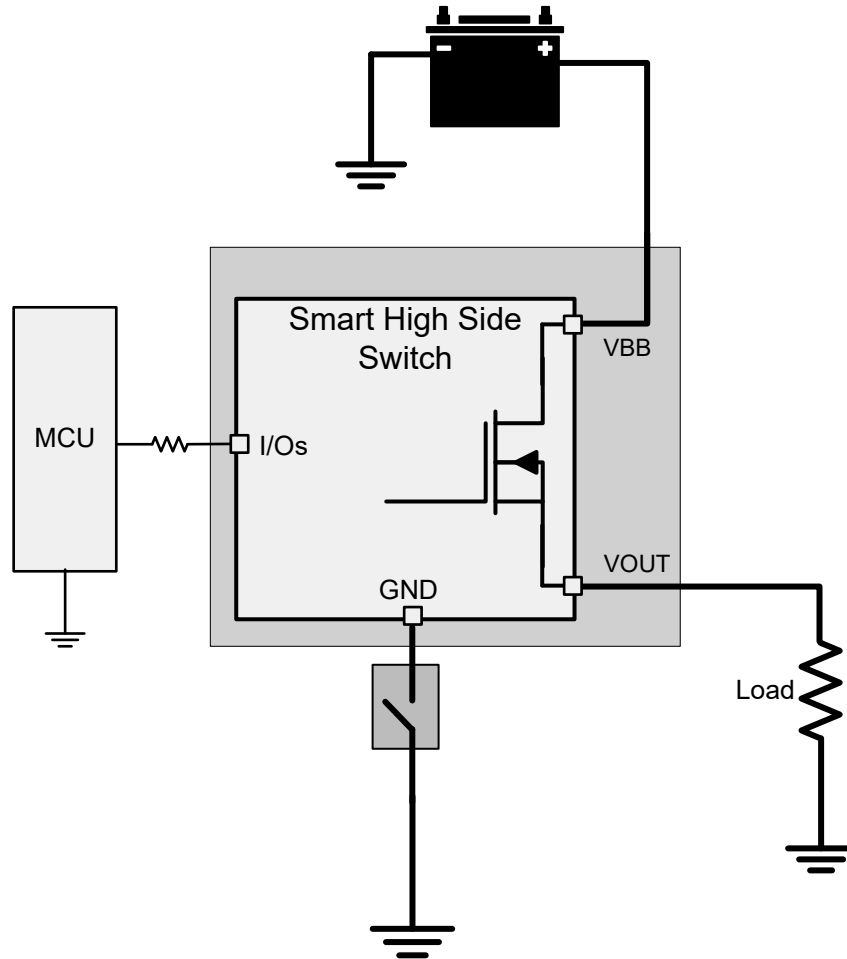 - +
Smart High Side
Switch
VBB
MCU
I/Os
VOUT
GND
Load